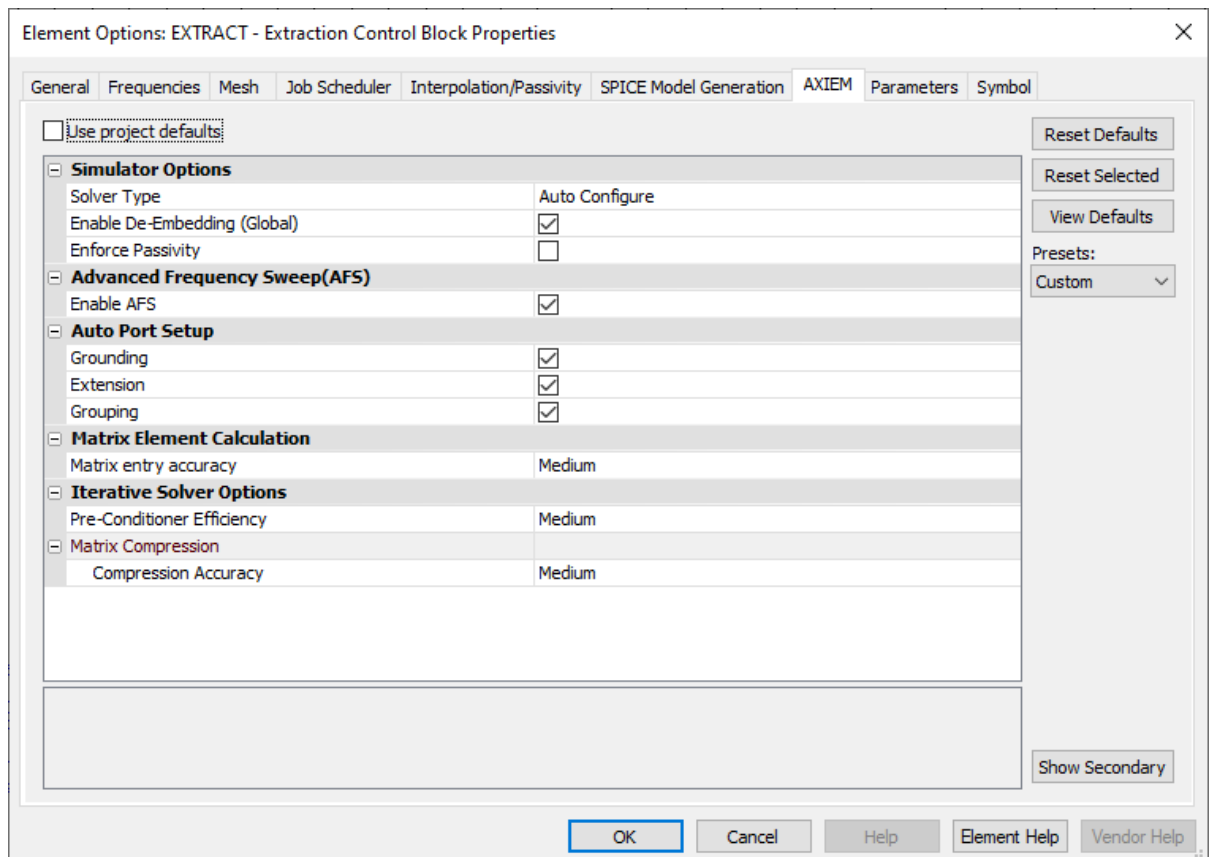 Element Options: EXTRACT - Extraction Control Block Properties
General Frequencies Mesh Job Scheduler Interpolation/Passivity SPICE Model Generation AXIEM Parameters Symbol
Use project defaults
Reset Defaults
Simulator Options
Reset Selected
Solver Type Auto Configure
Enable De-Embedding (Global)
View Defaults
Enforce Passivity
Presets:
Advanced Frequency Sweep(AFS)
Custom
Enable AFS
Auto Port Setup
Grounding
Extension
Grouping
Matrix Element Calculation
Matrix entry accuracy Medium
Iterative Solver Options
Pre-Conditioner Efficiency Medium
Matrix Compression
Compression Accuracy Medium
Show Secondary
OK Cancel Help Element Help Vendor Help